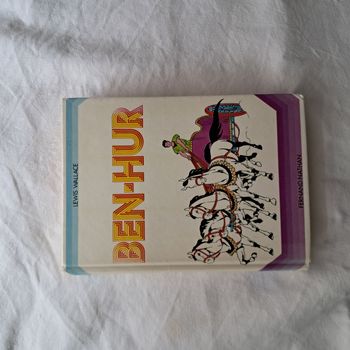 LEWIS WALLACE
BEN-HUR
FERNAND NATHAN